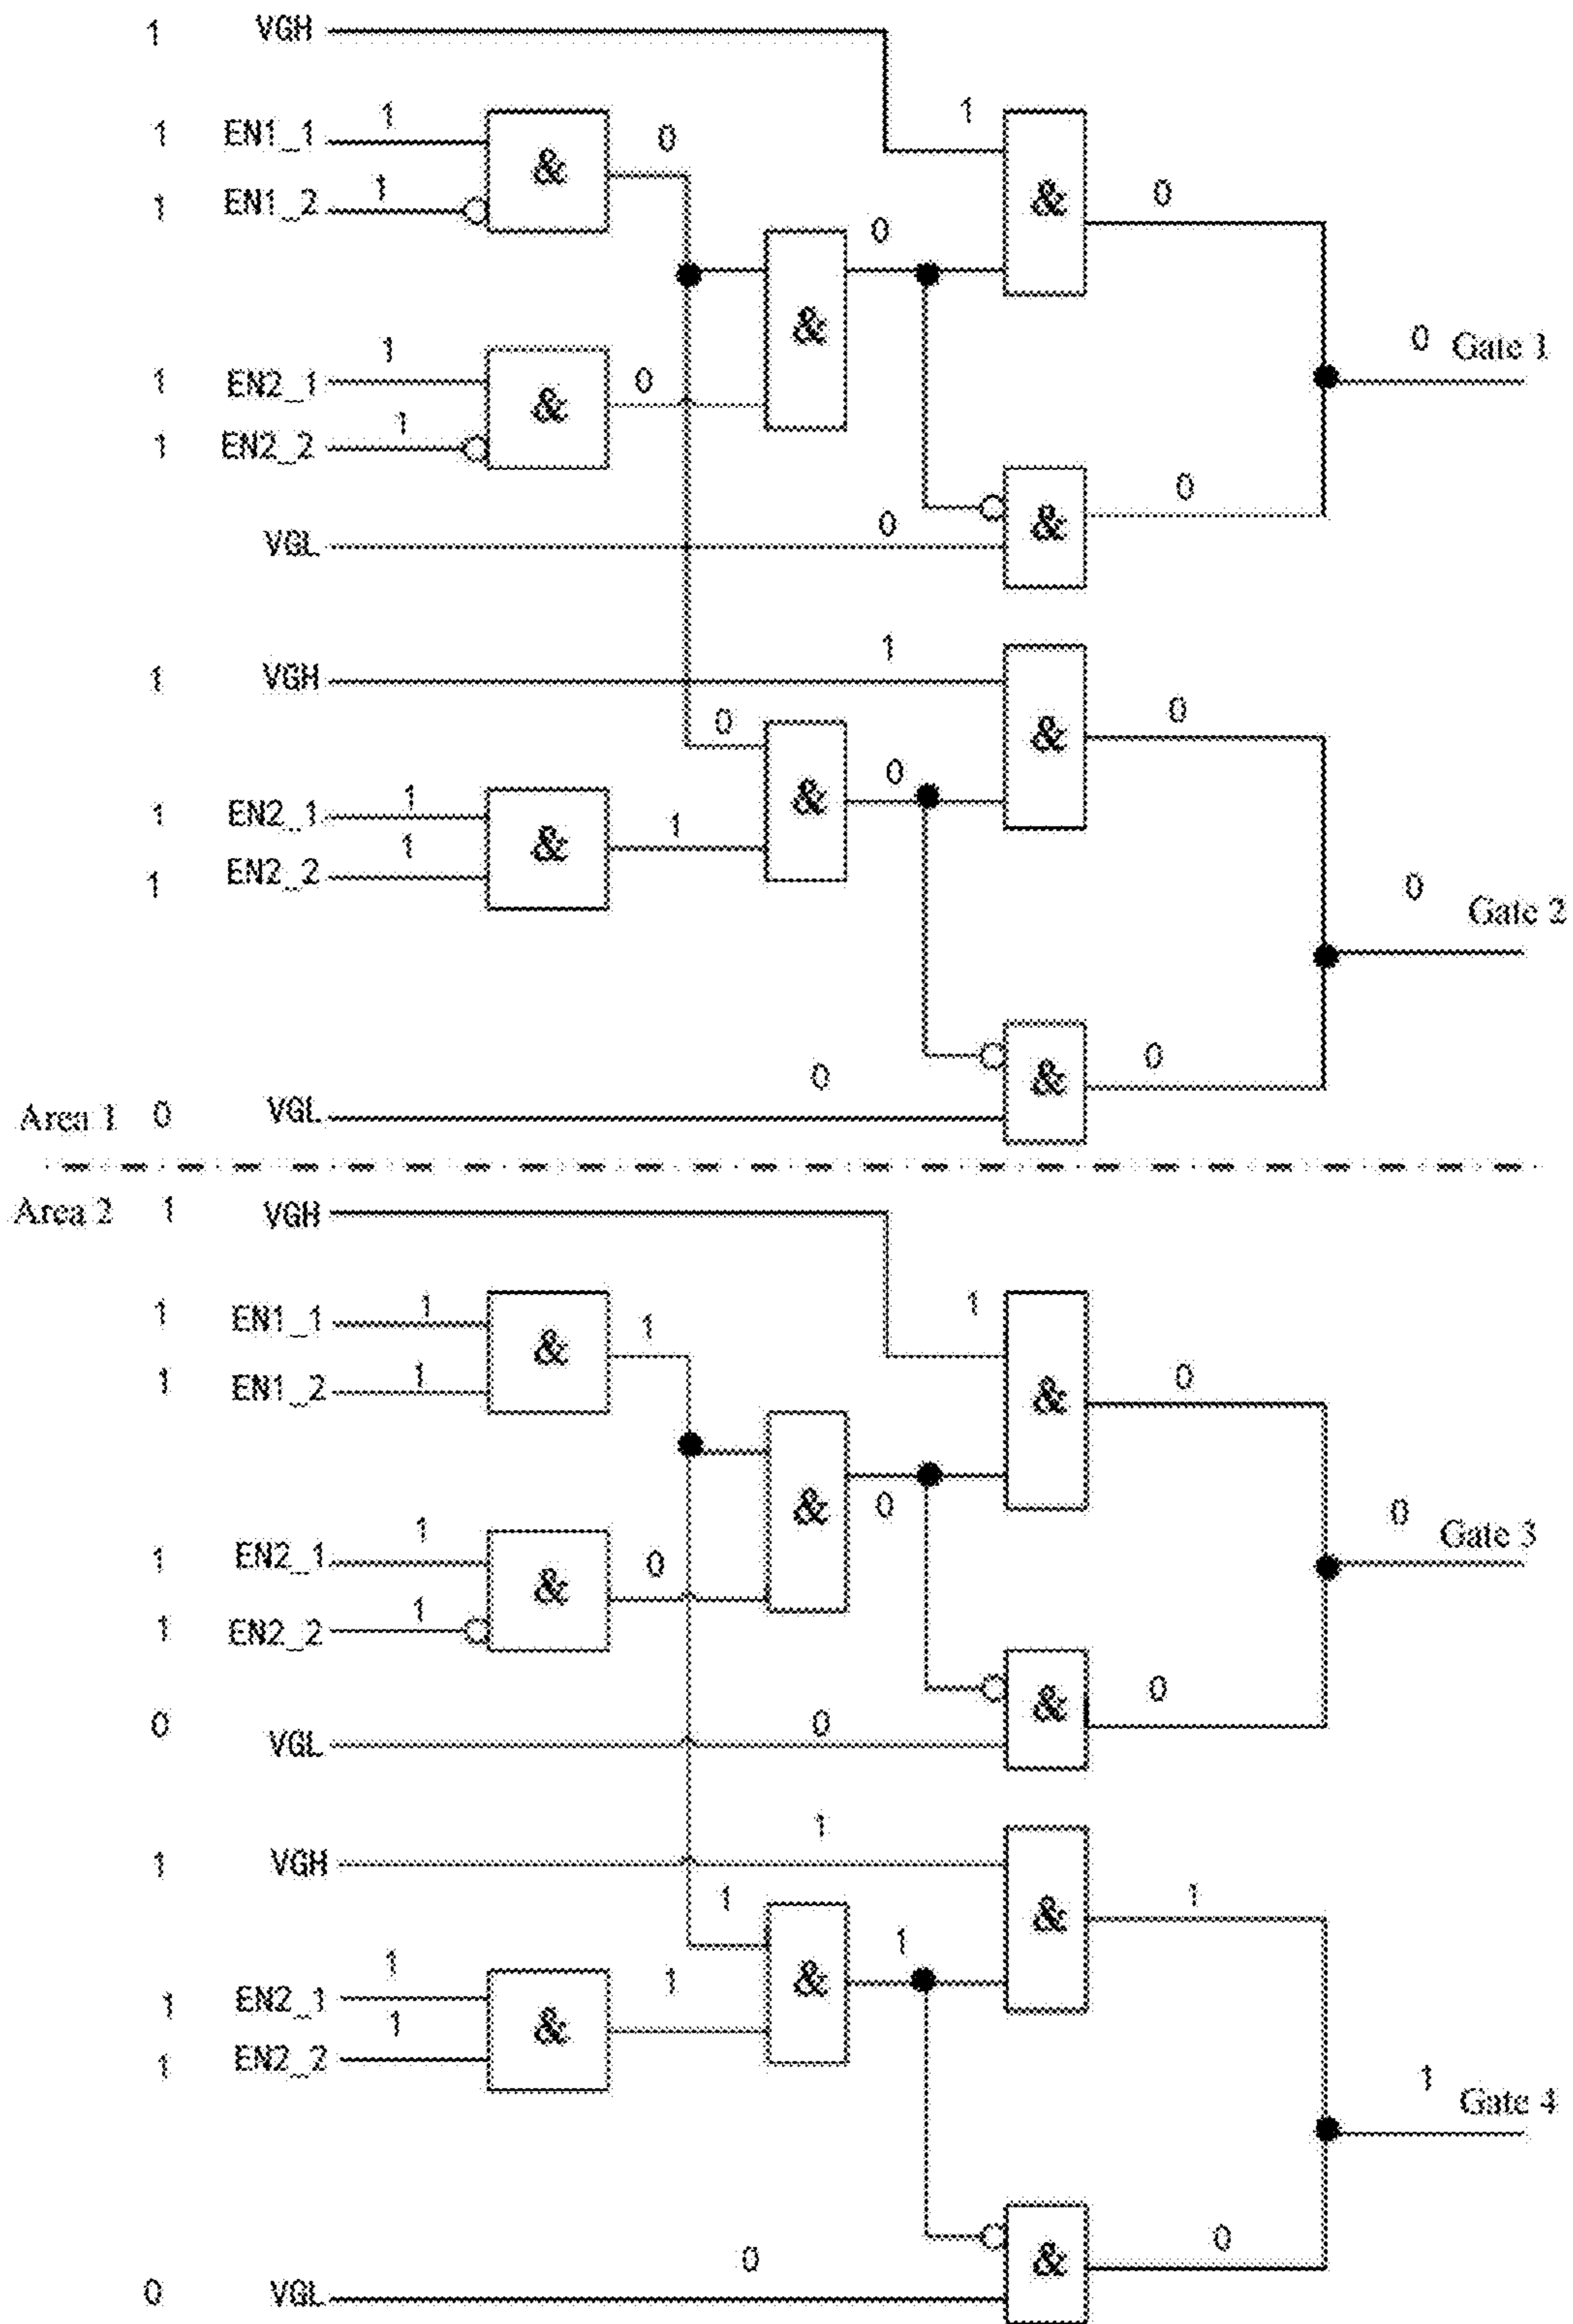 1 VGH
1 EN1_1 1 0 1
1 EN1_2 1 & & 0
0
& 0 Gate 1
1 EN2_1 1 0
1 EN2_2 1 &
0 & 0
VGL
1 VGH 1
0 & 0
0
1 EN2_1 1 1 &
1 EN2_2 1 &
0 Gate 2
0 & 0
Area 1 0 VGL
Area 2 1 VGH
1 EN1_1 1 1 1
1 EN1_2 1 & & 0
& 0
0 Gate 3
1 EN2_1 1 0
1 EN2_2 1 &
& 0
0 VGL 0
1 VGH 1
1 & 1
1
1 EN2_1 1 1 &
1 EN2_2 1 &
1 Gate 4
0 & 0
0 VGL